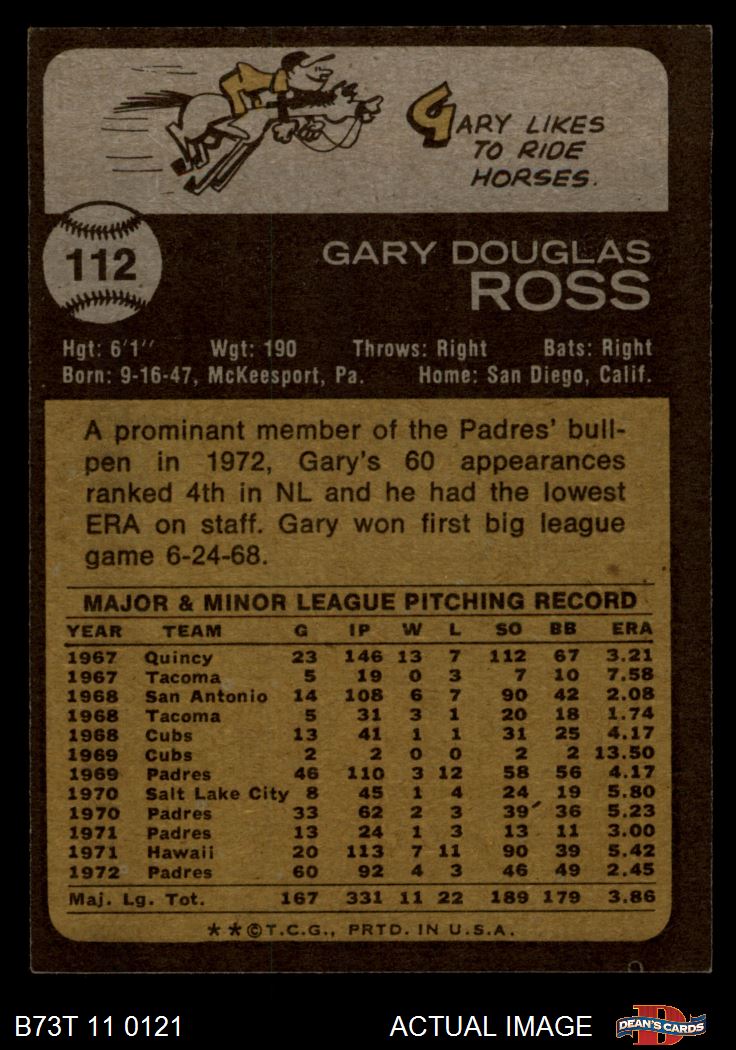 GARY LIKES
TO RIDE
HORSES.
112
GARY DOUGLAS
ROSS
Hgt: 6'1" Wgt: 190 Throws: Right Bats: Right
Born: 9-16-47, McKeesport, Pa. Home: San Diego, Calif.
A prominant member of the Padres' bull-
pen in 1972, Gary's 60 appearances
ranked 4th in NL and he had the lowest
ERA on staff. Gary won first big league
game 6-24-68.
MAJOR & MINOR LEAGUE PITCHING RECORD
YEAR TEAM G IP W L SO BB ERA
1967 Quincy 23 146 13 7 112 67 3.21
1967 Tacoma 5 19 0 3 7 10 7.58
1968 San Antonio 14 108 6 7 90 42 2.08
1968 Tacoma 5 31 3 1 20 18 1.74
1968 Cubs 13 41 1 1 31 25 4.17
1969 Cubs 2 2 0 0 2 2 13.50
1969 Padres 46 110 3 12 58 56 4.17
1970 Salt Lake City 8 45 1 4 24 19 5.80
1970 Padres 33 62 2 3 39 36 5.23
1971 Padres 13 24 1 3 13 11 3.00
1971 Hawaii 20 113 7 11 90 39 5.42
1972 Padres 60 92 4 3 46 49 2.45
Maj. Lg. Tot. 167 331 11 22 189 179 3.86
**©T.C.G., PRTD. IN U.S.A.
B73T 11 0121 ACTUAL IMAGE D DEAN'S CARDS